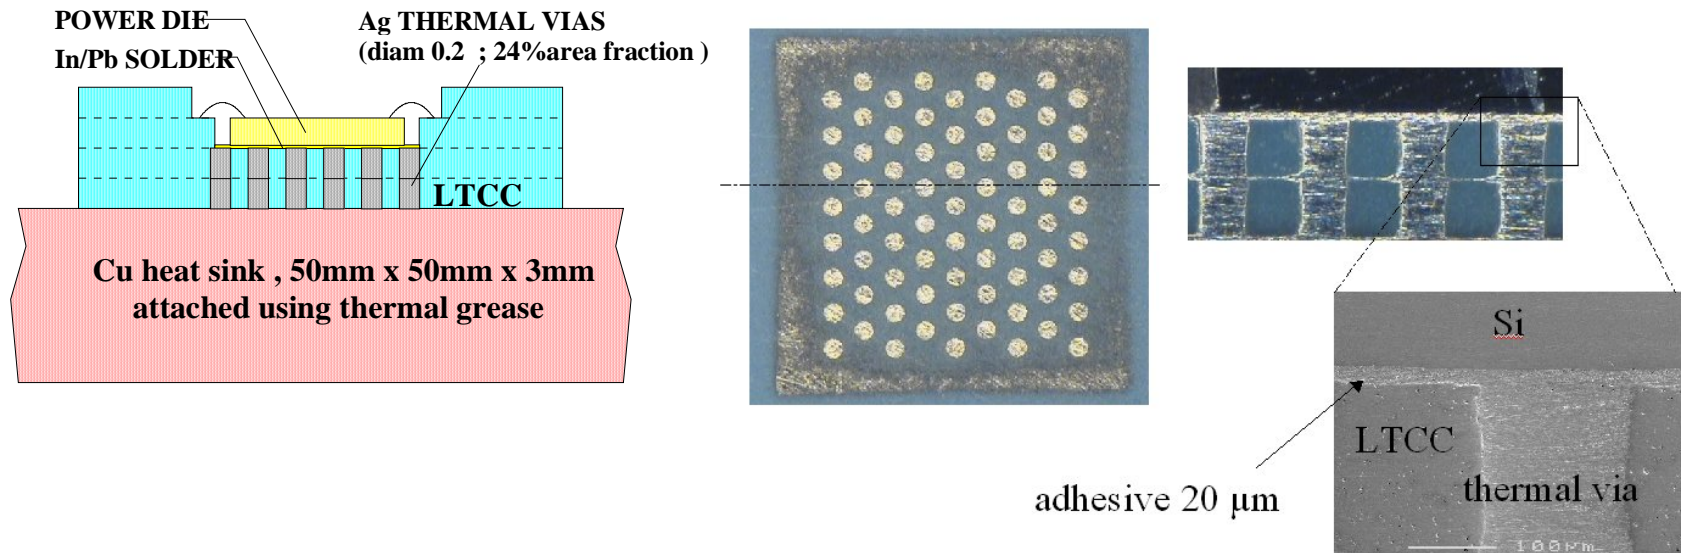 POWER DIE
In/Pb SOLDER
Ag THERMAL VIAS
(diam 0.2 ; 24%area fraction )
LTCC
Cu heat sink , 50mm x 50mm x 3mm
attached using thermal grease
Si
LTCC
thermal via
adhesive 20 μm
100μm